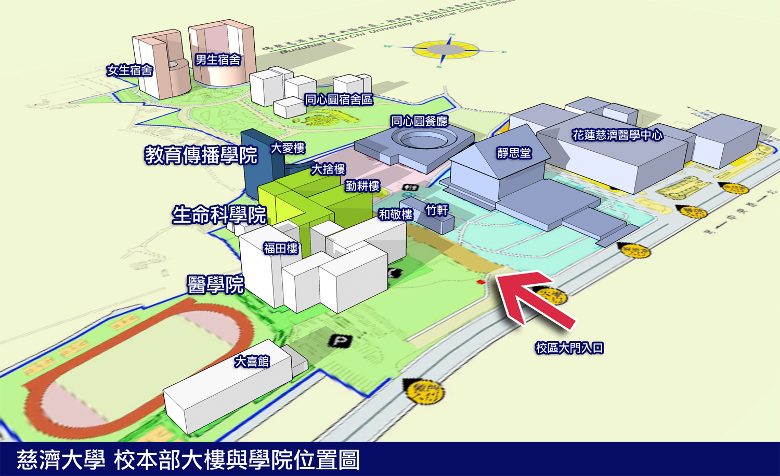 女生宿舍
男生宿舍
同心圓宿舍區
同心圓餐廳
花蓮慈濟醫學中心
靜思堂
教育傳播學院
大愛樓
大捨樓
勤耕樓
生命科學院
和敬樓
竹軒
福田樓
醫學院
P
校區大門入口
大喜館
慈濟大學 校本部大樓與學院位置圖